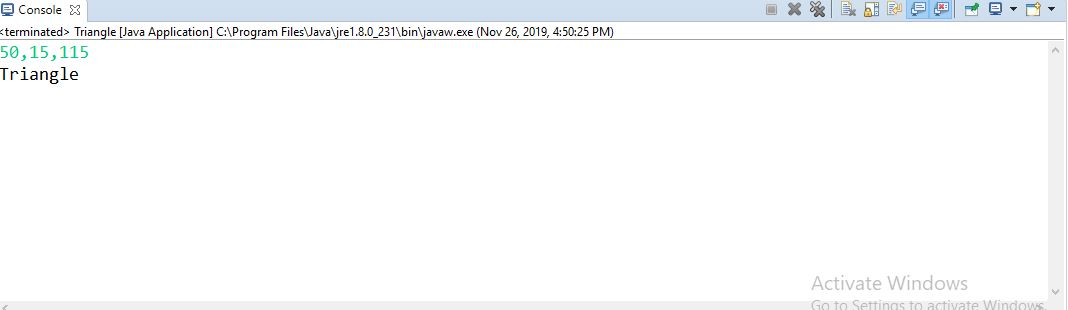 Console
<terminated> Triangle [Java Application] C:\Program Files\Java\jre1.8.0_231\bin\javaw.exe (Nov 26, 2019, 4:50:25 PM)
50,15,115
Triangle
Activate Windows
Go to Settings to activate Windows.